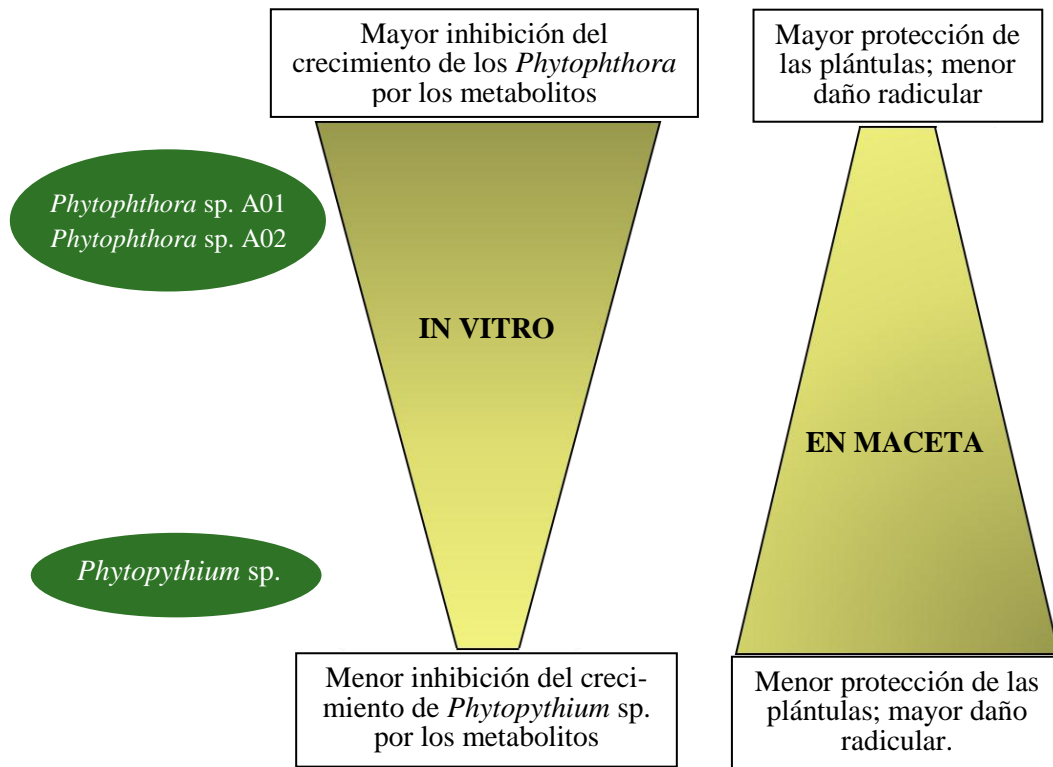 Mayor inhibición del
crecimiento de los Phytophthora
por los metabolitos
Mayor protección de
las plántulas; menor
daño radicular
Phytophthora sp. A01
Phytophthora sp. A02
IN VITRO
EN MACETA
Phytopythium sp.
Menor inhibición del creci-
miento de Phytopythium sp.
por los metabolitos
Menor protección de las
plántulas; mayor daño
radicular.